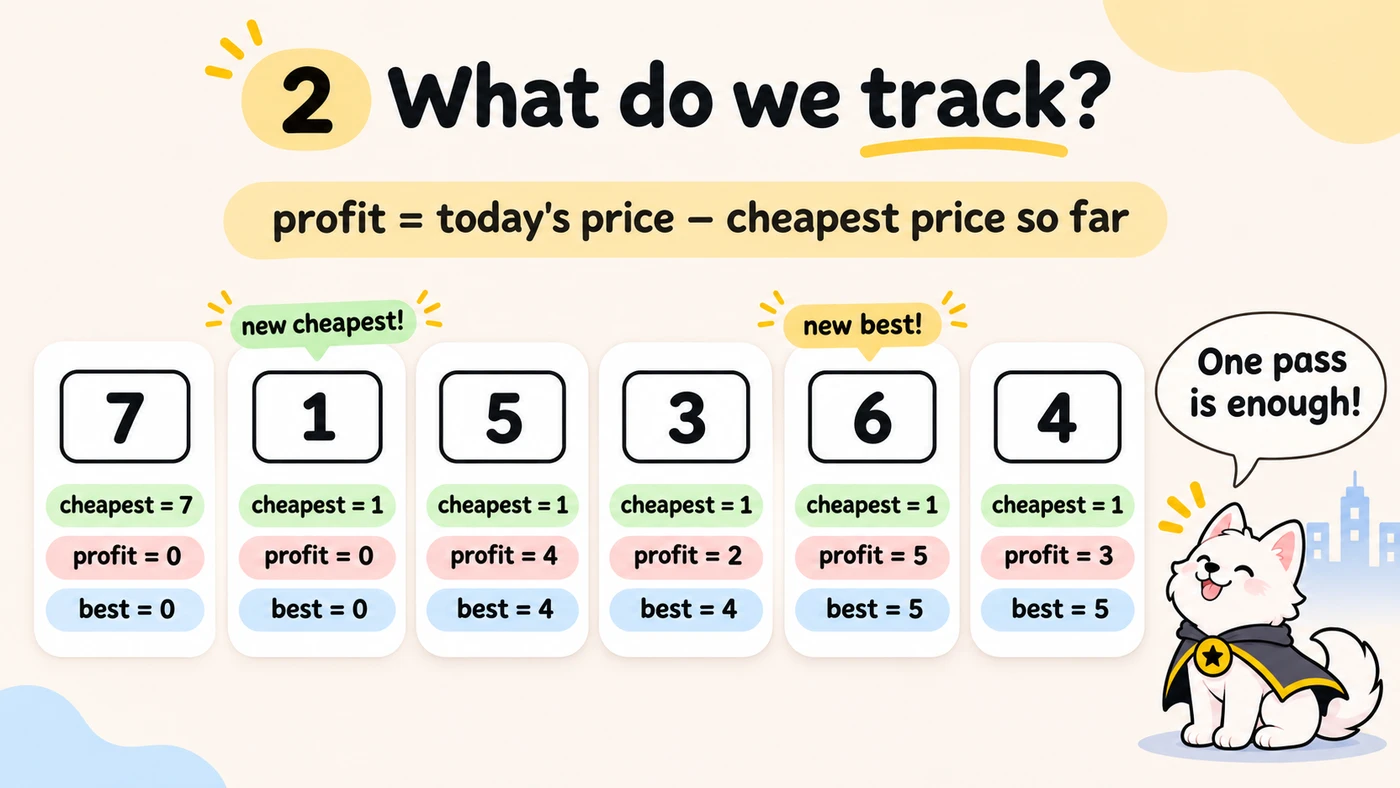 2 What do we track?
profit = today's price – cheapest price so far
new cheapest!
new best!
7
cheapest = 7
profit = 0
best = 0
1
cheapest = 1
profit = 0
best = 0
5
cheapest = 1
profit = 4
best = 4
3
cheapest = 1
profit = 2
best = 4
6
cheapest = 1
profit = 5
best = 5
4
cheapest = 1
profit = 3
best = 5
One pass
is enough!